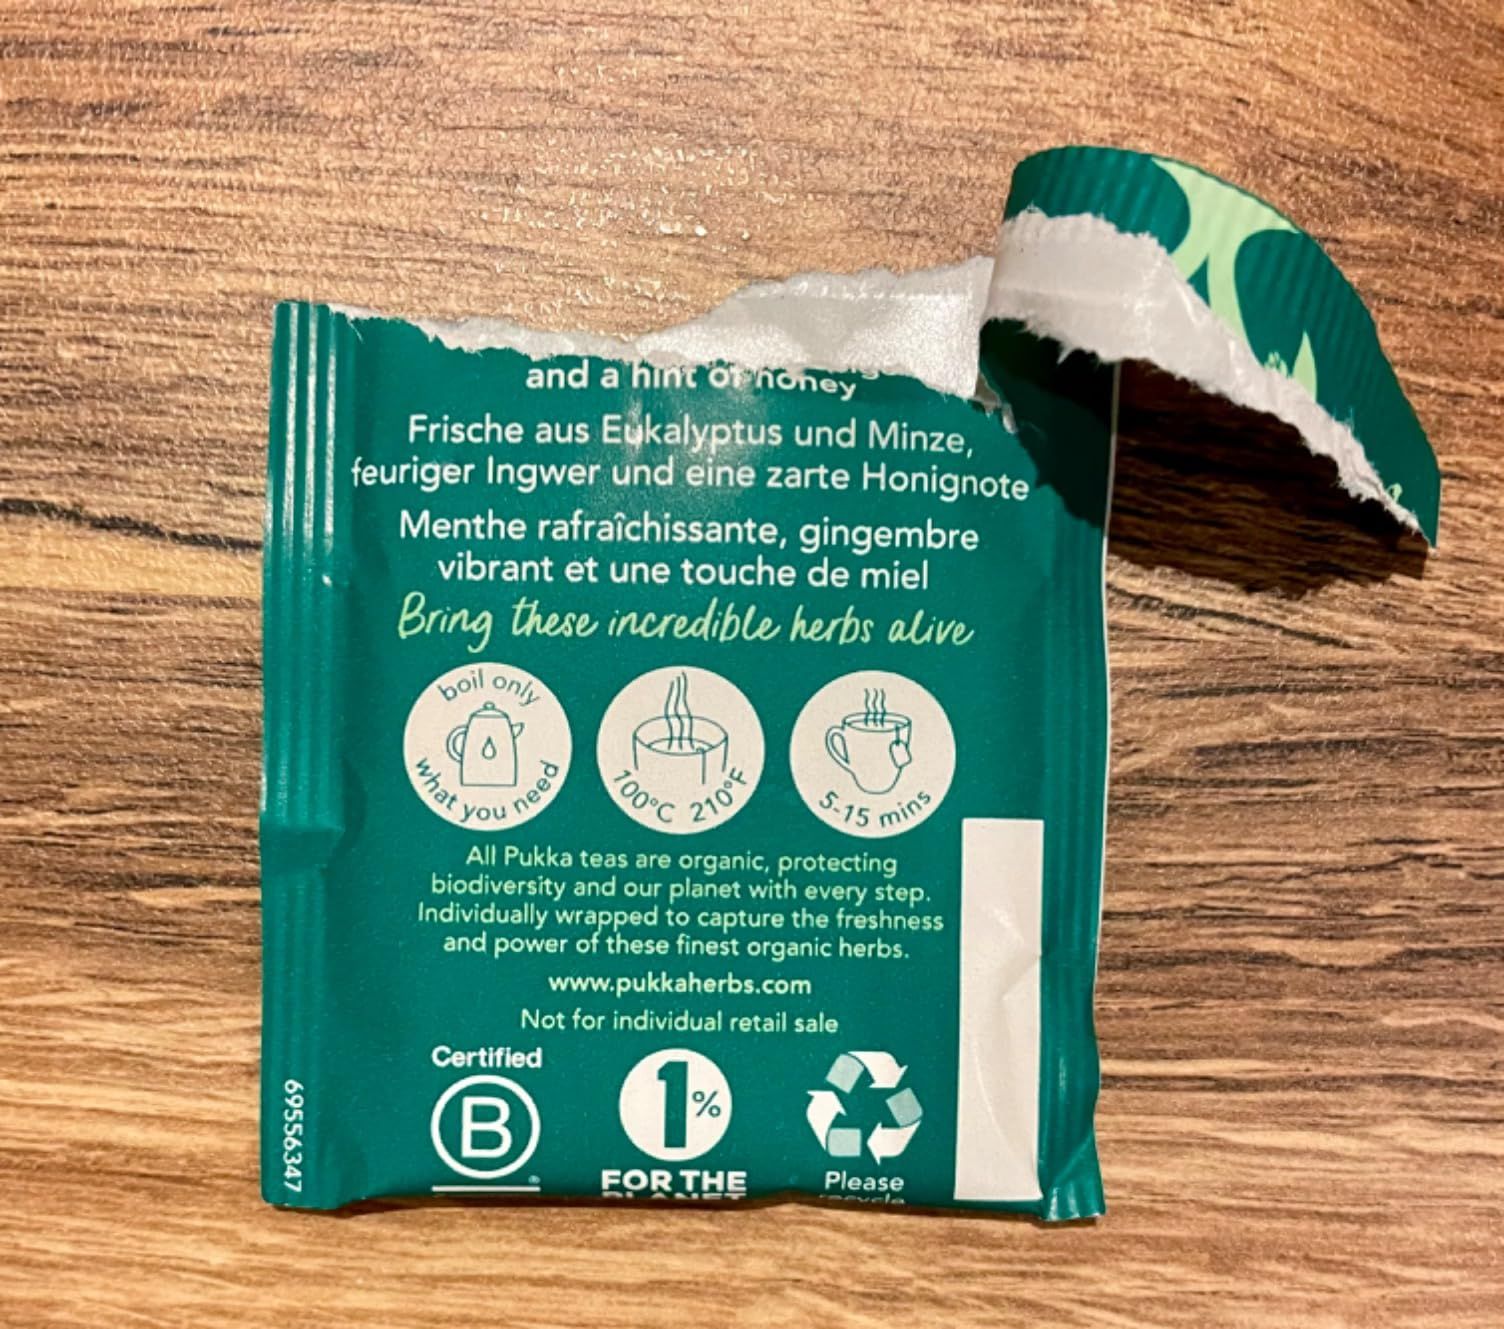 and a hint of honey
Frische aus Eukalyptus und Minze,
feuriger Ingwer und eine zarte Honignote
Menthe rafraîchissante, gingembre
vibrant et une touche de miel
Bring these incredible herbs alive
boil only
what you need
100°C 210°F
5-15 mins
All Pukka teas are organic, protecting
biodiversity and our planet with every step.
Individually wrapped to capture the freshness
and power of these finest organic herbs.
www.pukkaherbs.com
Not for individual retail sale
Certified
B
®
1%
FOR THE
PLANET
Please
recycle
69556347